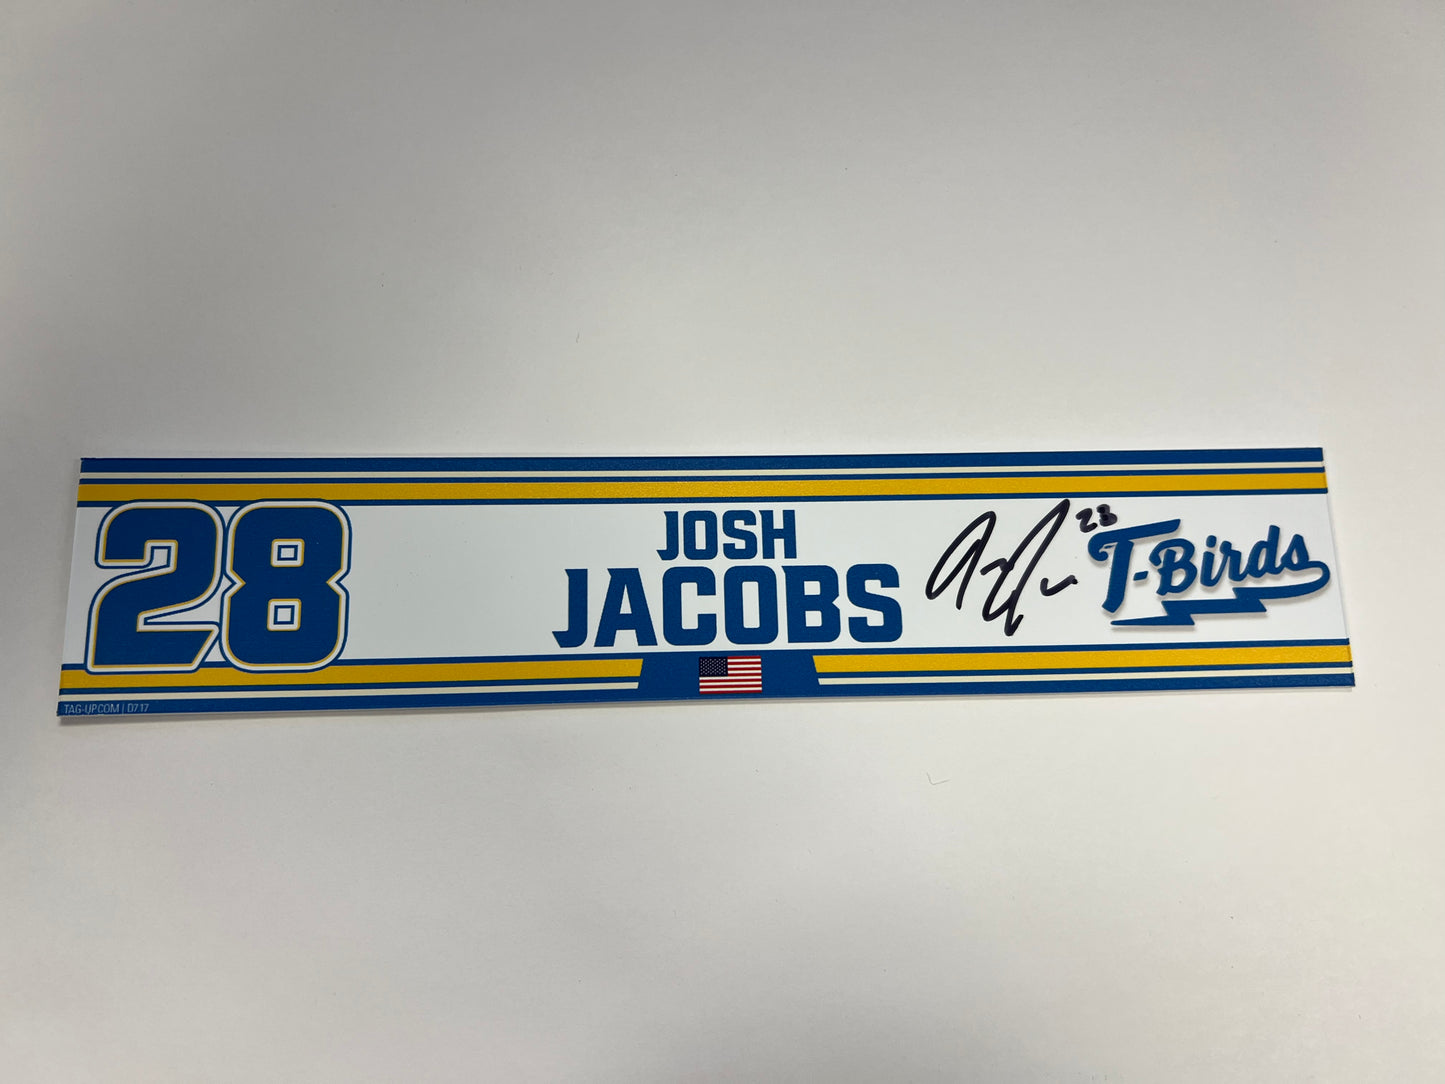 28
JOSH
JACOBS
28
T-Birds
TAG-UP.COM | D717